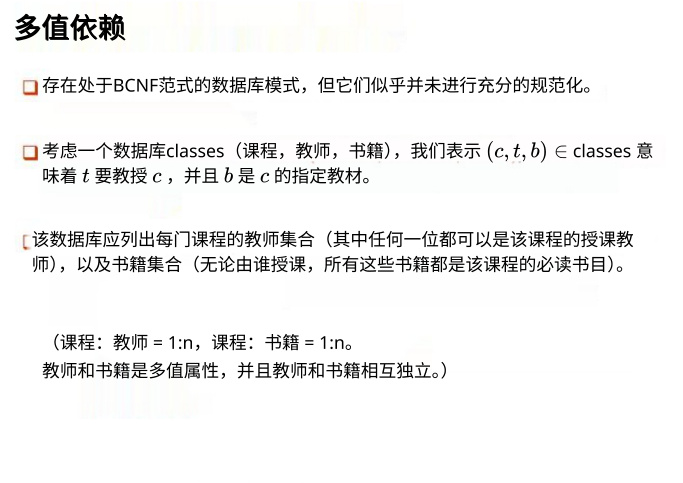 多值依赖
存在处于BCNF范式的数据库模式，但它们似乎并未进行充分的规范化。
考虑一个数据库classes（课程，教师，书籍），我们表示 (c, t, b) ∈ classes 意
味着 t 要教授 c ，并且 b 是 c 的指定教材。
该数据库应列出每门课程的教师集合（其中任何一位都可以是该课程的授课教
师），以及书籍集合（无论由谁授课，所有这些书籍都是该课程的必读书目）。
（课程：教师 = 1:n，课程：书籍 = 1:n。
教师和书籍是多值属性，并且教师和书籍相互独立。）